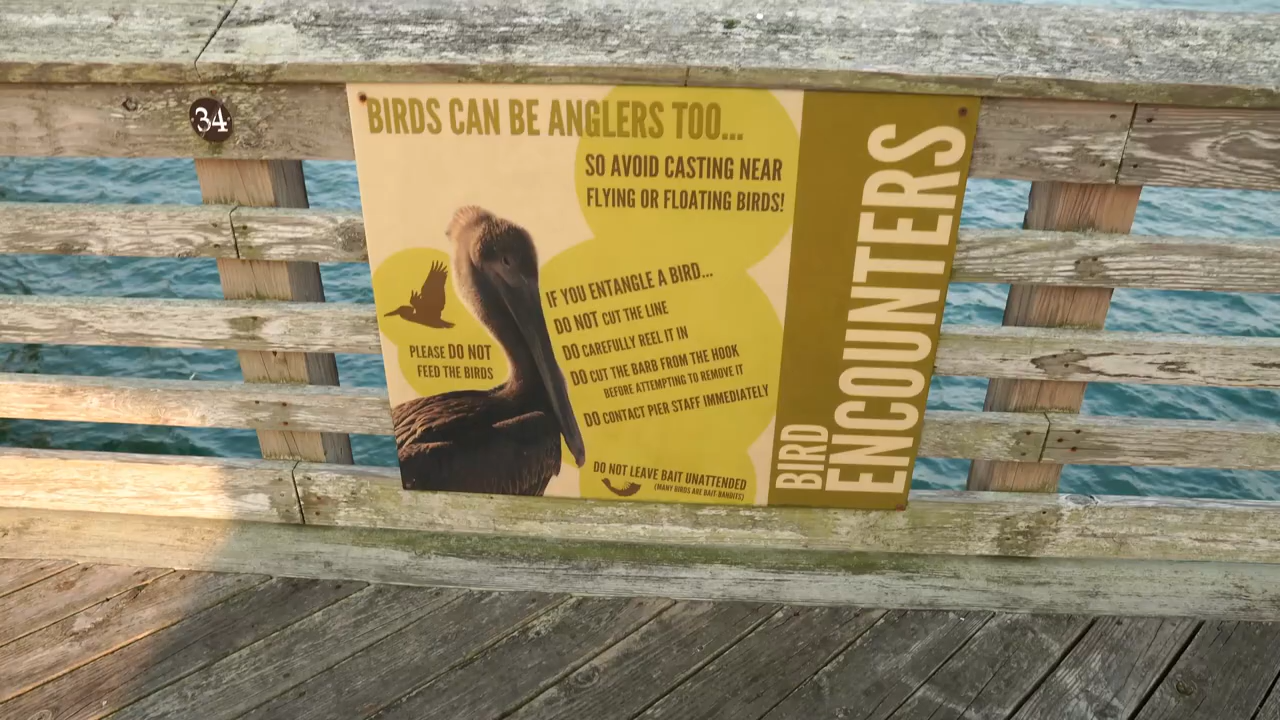 34
BIRDS CAN BE ANGLERS TOO...
SO AVOID CASTING NEAR
FLYING OR FLOATING BIRDS!
PLEASE DO NOT
FEED THE BIRDS
IF YOU ENTANGLE A BIRD...
DO NOT CUT THE LINE
DO CAREFULLY REEL IT IN
DO CUT THE BARB FROM THE HOOK
BEFORE ATTEMPTING TO REMOVE IT
DO CONTACT PIER STAFF IMMEDIATELY
DO NOT LEAVE BAIT UNATTENDED
(MANY BIRDS ARE BAIT BANDITS)
BIRD
ENCOUNTERS